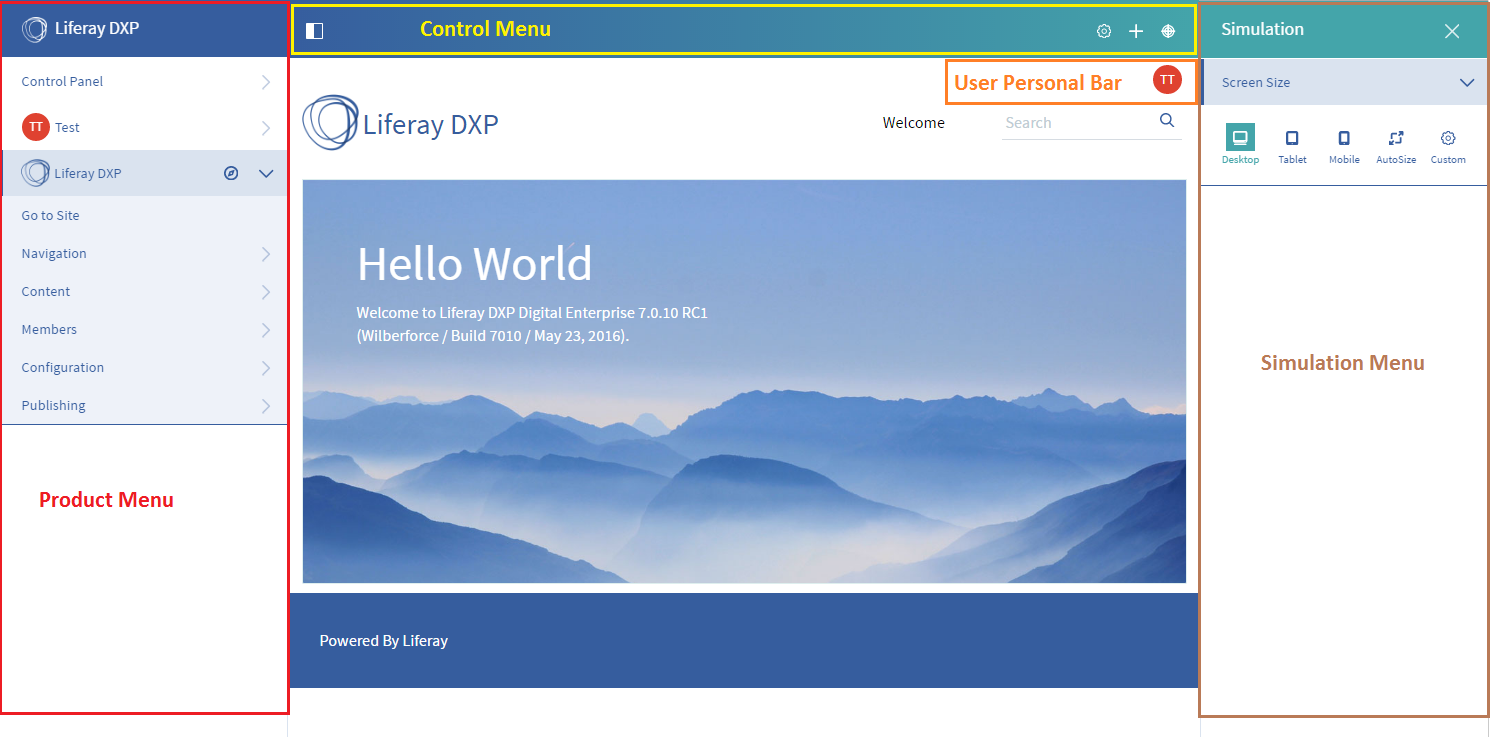 Liferay DXP
Control Panel
TT Test
Liferay DXP
Go to Site
Navigation
Content
Members
Configuration
Publishing
Product Menu
Control Menu
User Personal Bar TT
Liferay DXP
Welcome
Search
Hello World
Welcome to Liferay DXP Digital Enterprise 7.0.10 RC1
(Wilberforce / Build 7010 / May 23, 2016).
Powered By Liferay
Simulation
Screen Size
Desktop Tablet Mobile AutoSize Custom
Simulation Menu